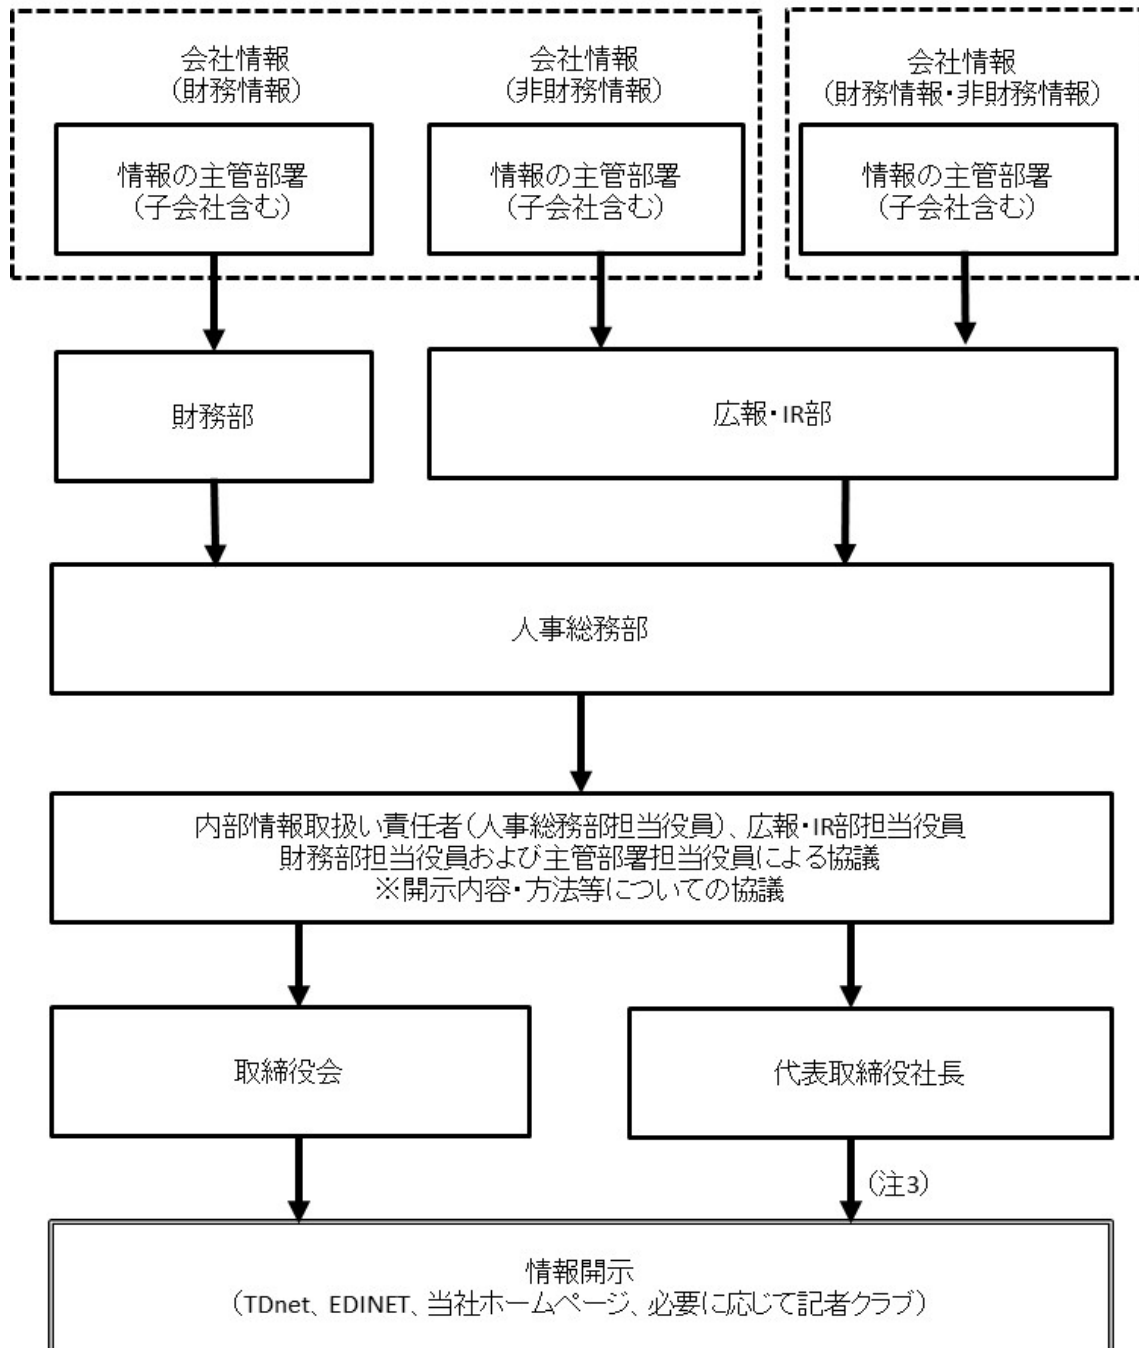 会社情報
(財務情報)
会社情報
(非財務情報)
会社情報
(財務情報・非財務情報)
情報の主管部署
(子会社含む)
情報の主管部署
(子会社含む)
情報の主管部署
(子会社含む)
財務部
広報・IR部
人事総務部
内部情報取扱い責任者(人事総務部担当役員)、広報・IR部担当役員
財務部担当役員および主管部署担当役員による協議
※開示内容・方法等についての協議
取締役会
代表取締役社長
(注3)
情報開示
(TDnet、EDINET、当社ホームページ、必要に応じて記者クラブ)